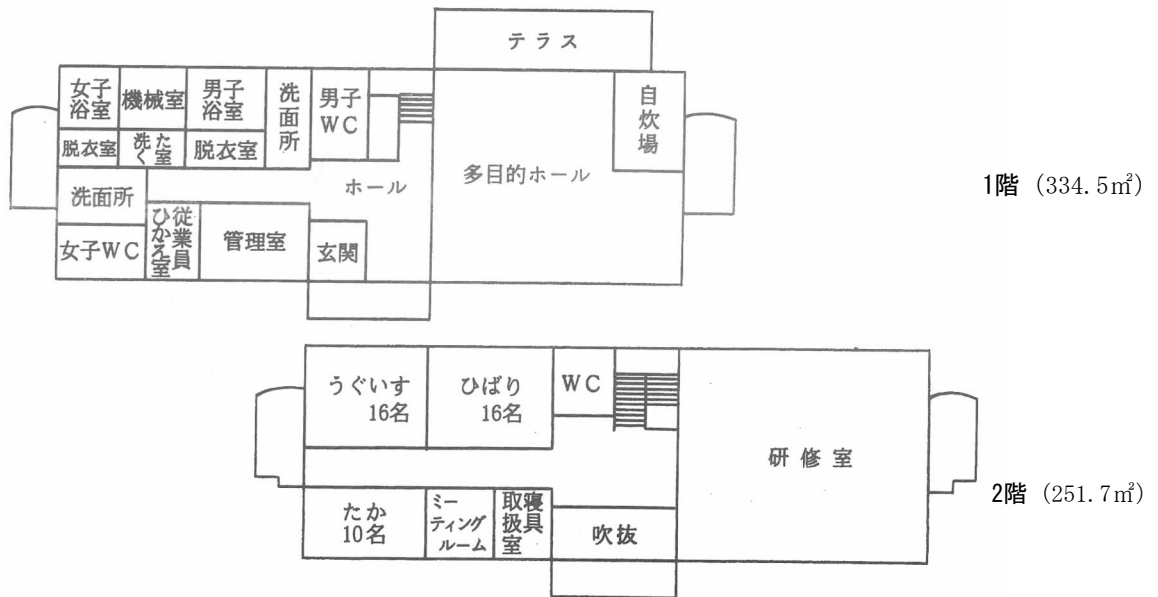 テラス
女子
浴室
機械室
男子
浴室
洗面所
男子
WC
自炊場
脱衣室
洗た
く室
脱衣室
ホール
多目的ホール
1階 (334.5㎡)
洗面所
女子WC
従業員
ひかえ室
管理室
玄関
うぐいす
16名
ひばり
16名
WC
研修室
たか
10名
ミー
ティング
ルーム
寝具
取扱室
吹抜
2階 (251.7㎡)